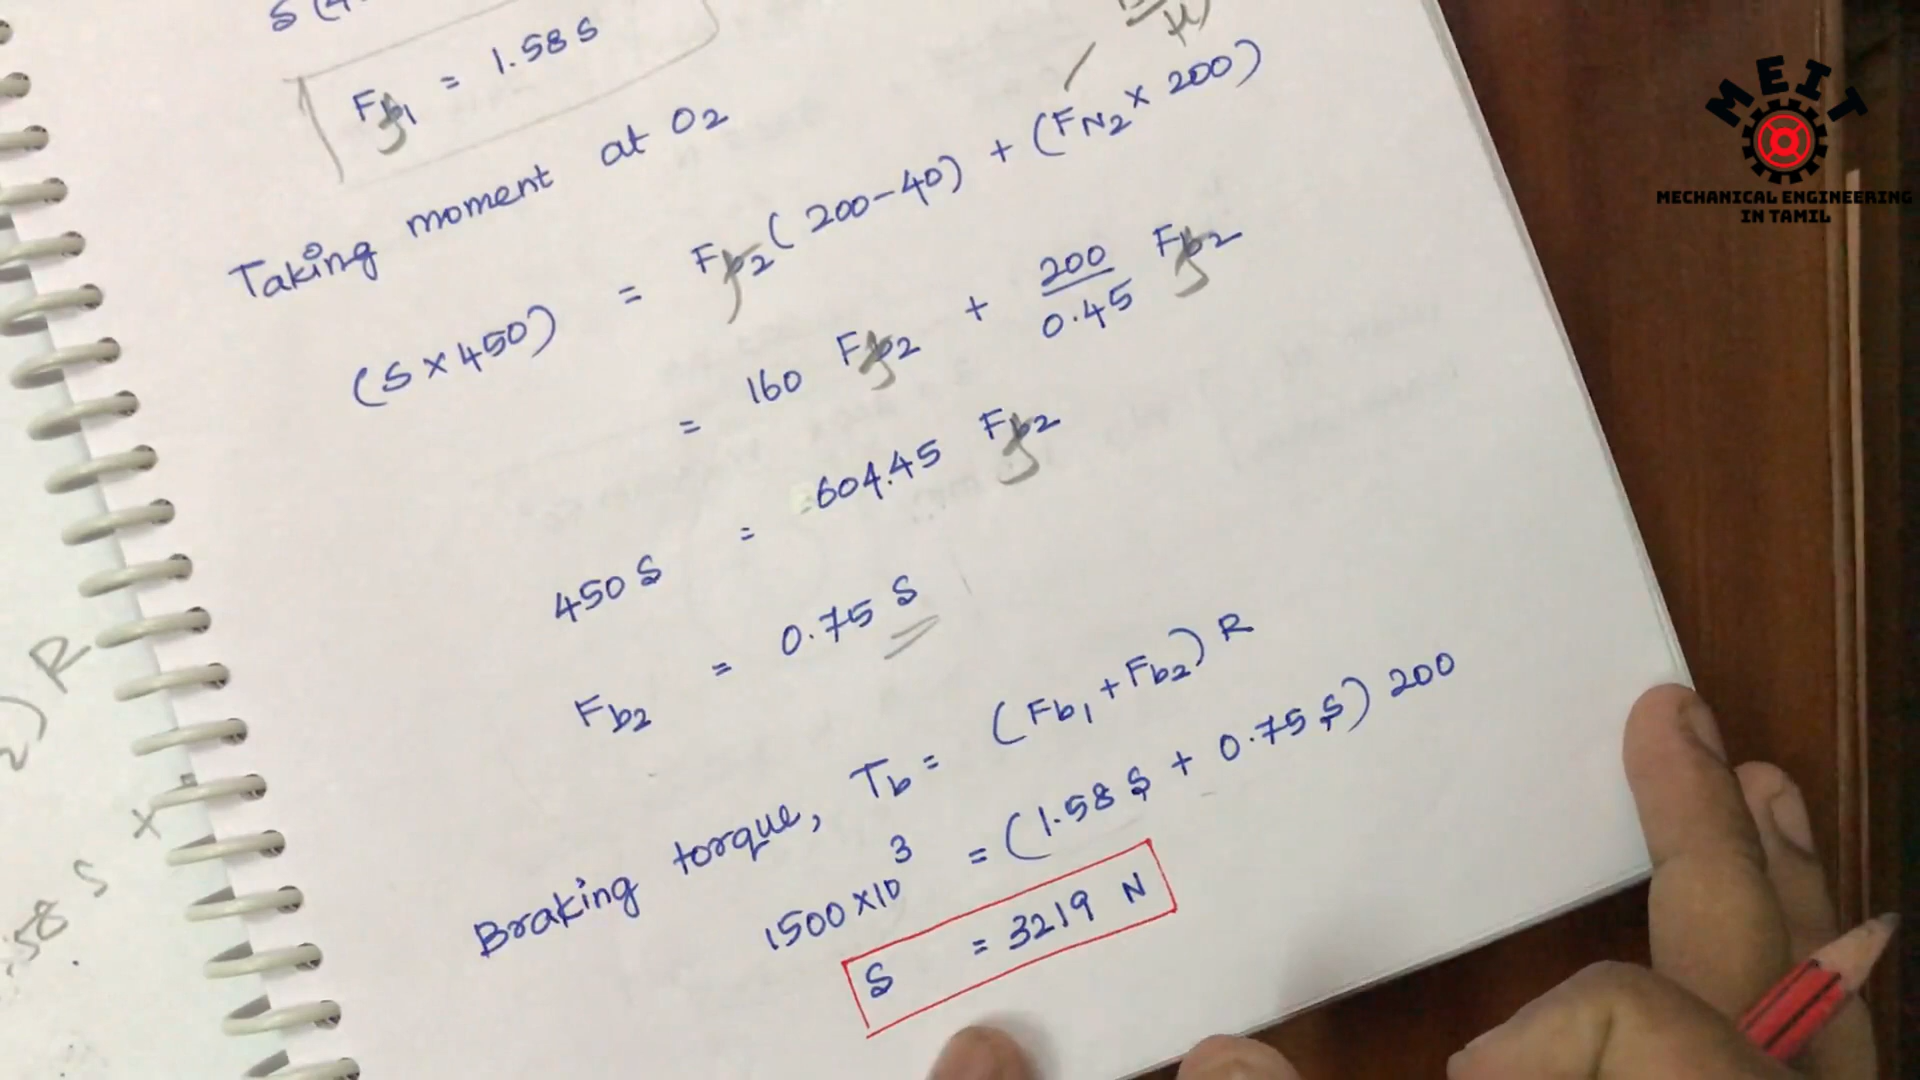 Fb1 = 1.58 S
Taking moment at O2
(S × 450) = Fb2 (200-40) + (FN2 × 200)
= 160 Fb2 + 200/0.45 Fb2
450 S = 604.45 Fb2
Fb2 = 0.75 S
Braking torque, Tb = (Fb1 + Fb2) R
1500 × 10^3 = (1.58 S + 0.75 S) 200
S = 3219 N
R
.58 S ×
MEIT
MECHANICAL ENGINEERING
IN TAMIL